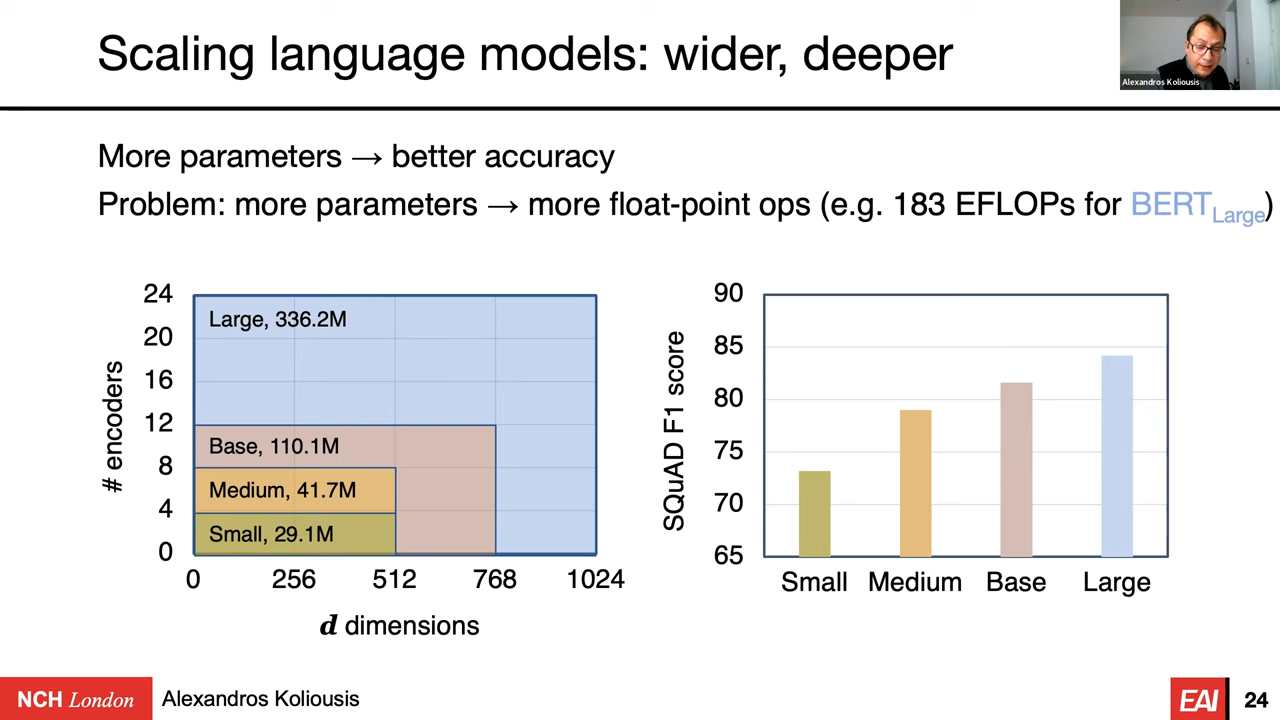 Scaling language models: wider, deeper
Alexandros Koliousis
More parameters → better accuracy
Problem: more parameters → more float-point ops (e.g. 183 EFLOPs for BERT_Large)
24
20
16
12
8
4
0
# encoders
Large, 336.2M
Base, 110.1M
Medium, 41.7M
Small, 29.1M
0 256 512 768 1024
d dimensions
90
85
80
75
70
65
SQuAD F1 score
Small Medium Base Large
NCH London Alexandros Koliousis
EAI 24